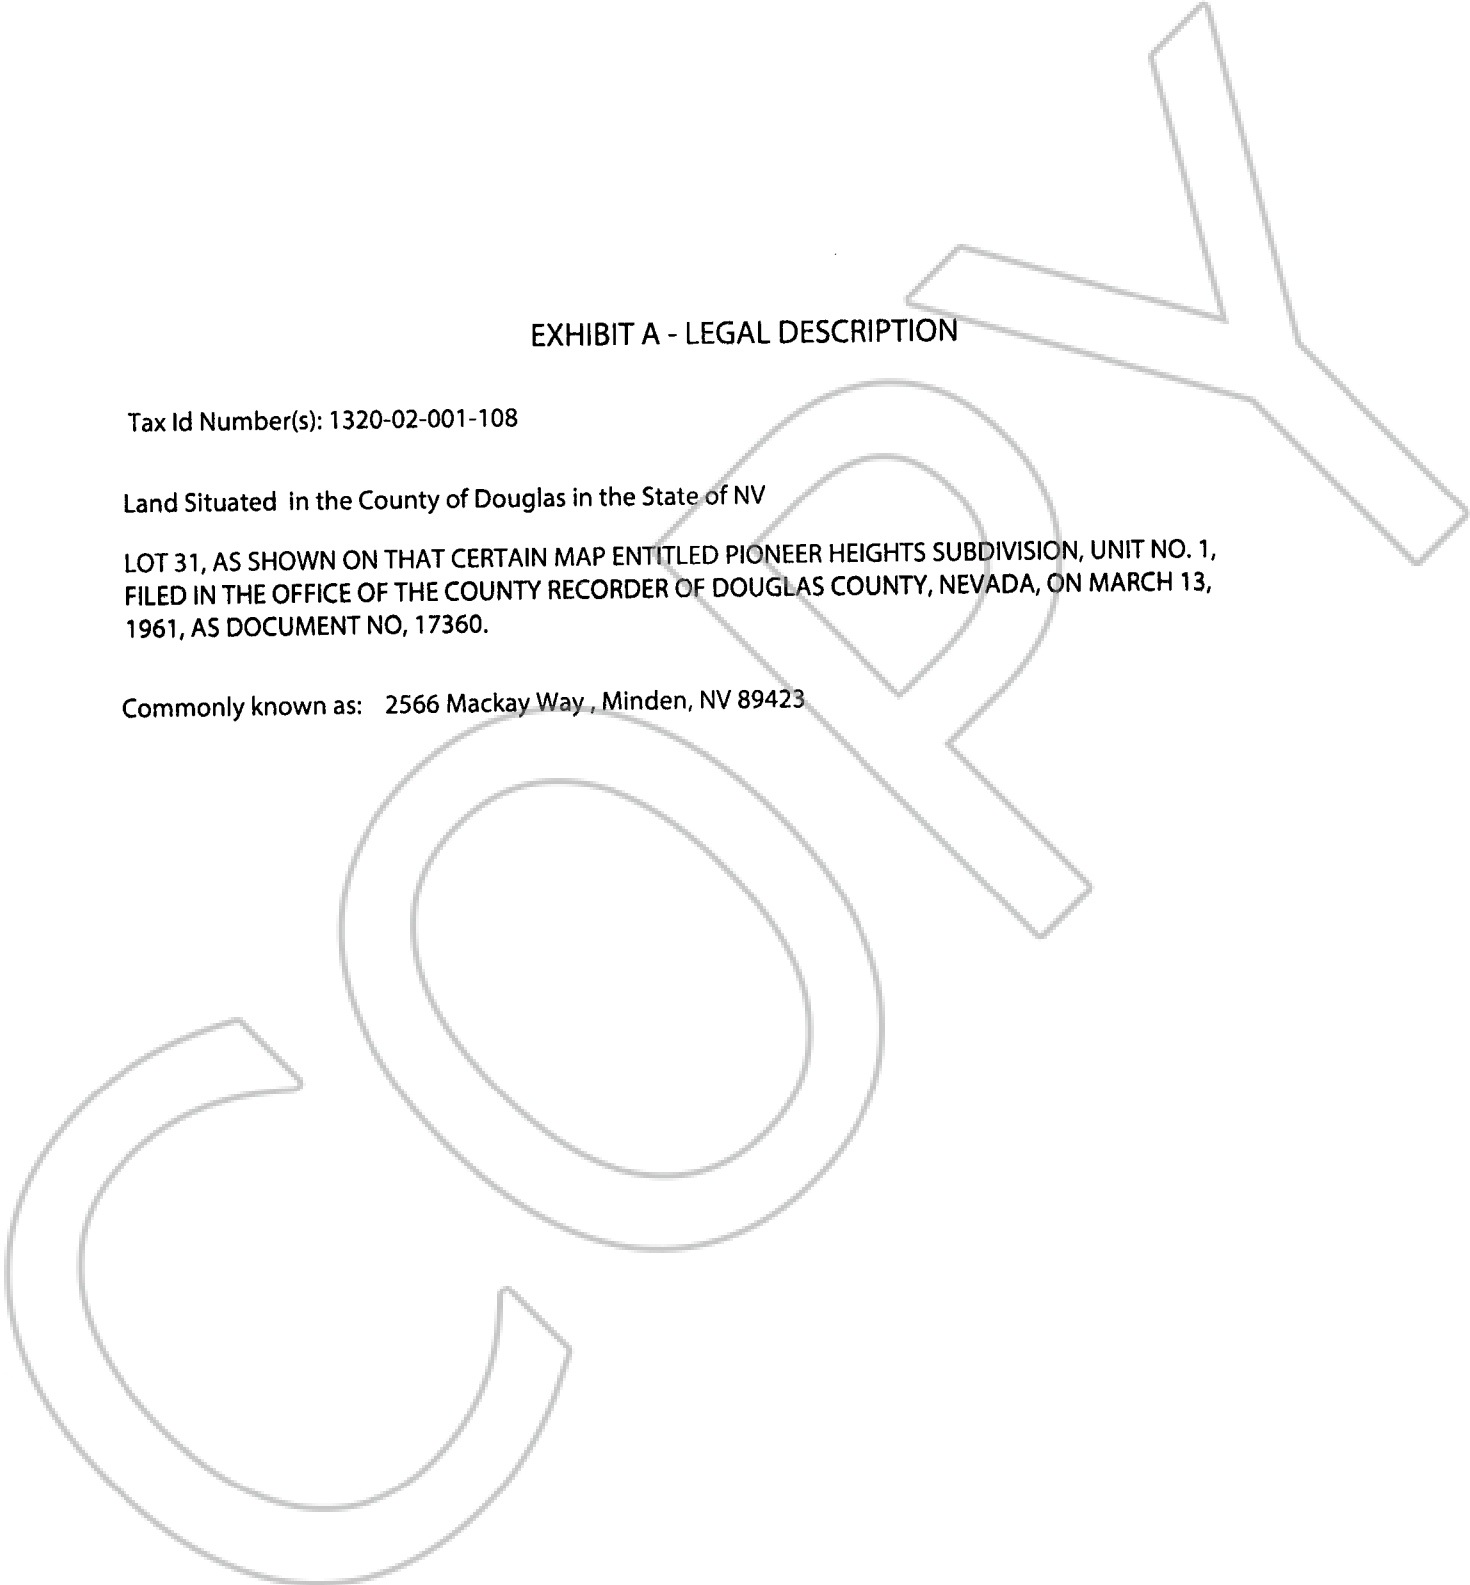 EXHIBIT A - LEGAL DESCRIPTION
Tax Id Number(s): 1320-02-001-108
Land Situated in the County of Douglas in the State of NV
LOT 31, AS SHOWN ON THAT CERTAIN MAP ENTITLED PIONEER HEIGHTS SUBDIVISION, UNIT NO. 1,
FILED IN THE OFFICE OF THE COUNTY RECORDER OF DOUGLAS COUNTY, NEVADA, ON MARCH 13,
1961, AS DOCUMENT NO, 17360.
Commonly known as: 2566 Mackay Way , Minden, NV 89423
COPY